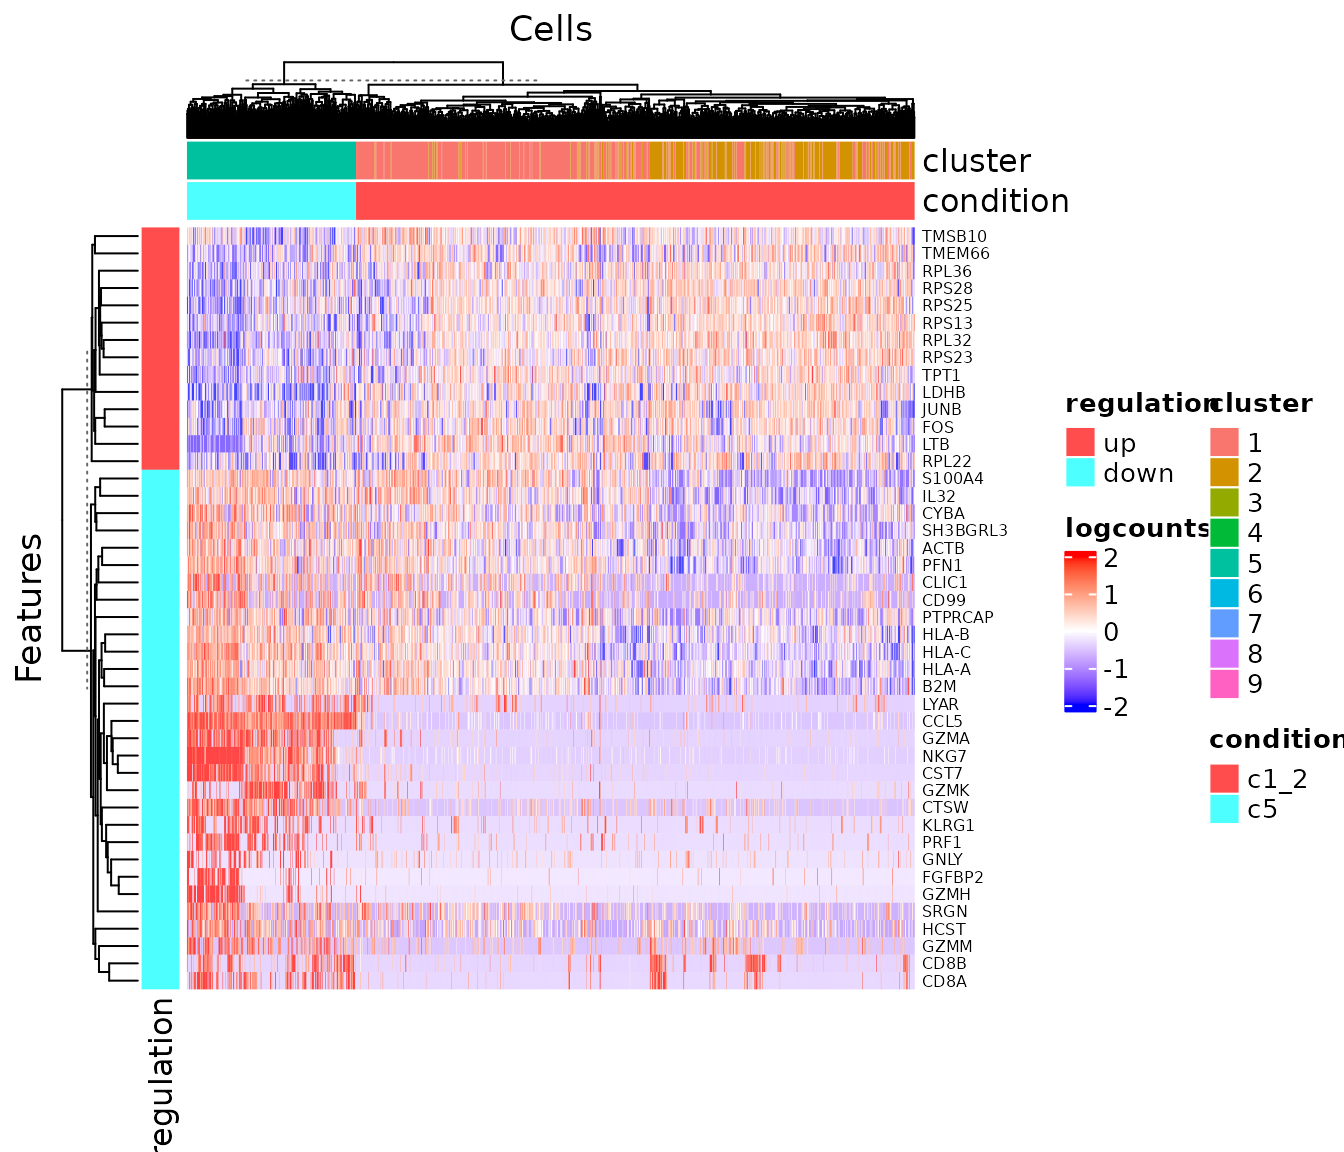 Cells
cluster
condition
TMSB10
TMEM66
RPL36
RPS28
RPS25
RPS13
RPL32
RPS23
TPT1
LDHB
JUNB
FOS
LTB
RPL22
S100A4
IL32
CYBA
SH3BGRL3
ACTB
PFN1
CLIC1
CD99
PTPRCAP
HLA-B
HLA-C
HLA-A
B2M
LYAR
CCL5
GZMA
NKG7
CST7
GZMK
CTSW
KLRG1
PRF1
GNLY
FGFBP2
GZMH
SRGN
HCST
GZMM
CD8B
CD8A
Features
regulation
regulation
up
down
logcounts
2
1
0
-1
-2
cluster
1
2
3
4
5
6
7
8
9
condition
c1_2
c5